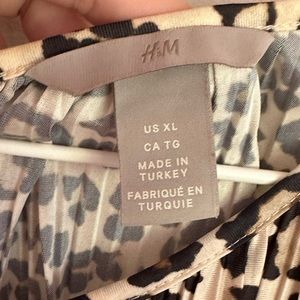 H&M
US XL
CA TG
MADE IN
TURKEY
FABRIQUÉ EN
TURQUIE